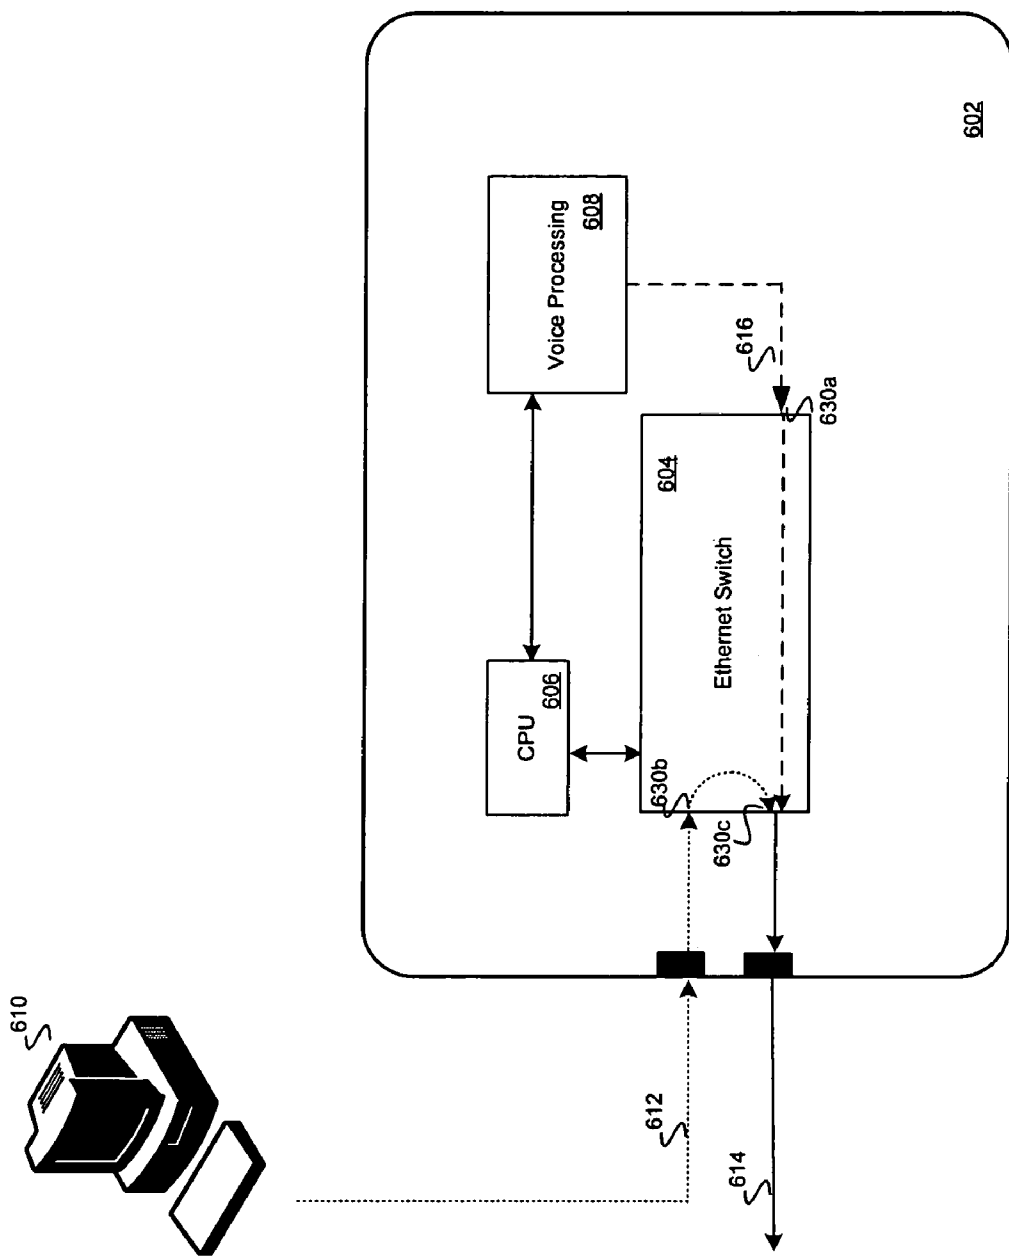 610
612
614
CPU
606
630b
630c
Ethernet Switch
604
Voice Processing
608
616
630a
602